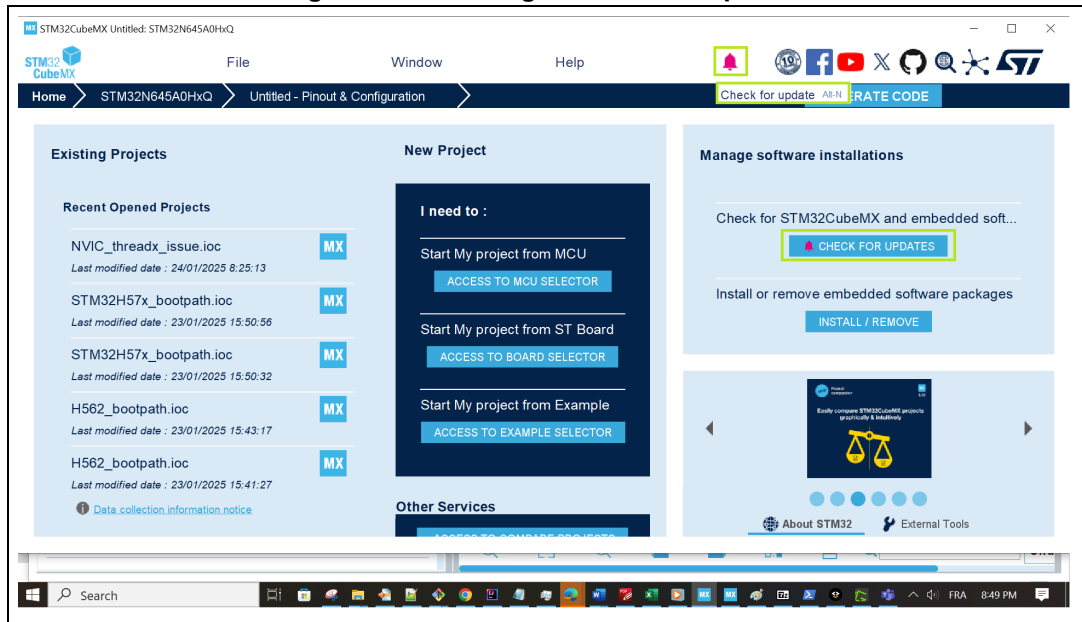 STM32CubeMX Untitled: STM32N645A0HxQ
STM32
CubeMX
File
Window
Help
Home
STM32N645A0HxQ
Untitled - Pinout & Configuration
Check for update Alt-N
ERATE CODE
Existing Projects
Recent Opened Projects
NVIC_threadx_issue.ioc
MX
Last modified date : 24/01/2025 8:25:13
STM32H57x_bootpath.ioc
MX
Last modified date : 23/01/2025 15:50:56
STM32H57x_bootpath.ioc
MX
Last modified date : 23/01/2025 15:50:32
H562_bootpath.ioc
MX
Last modified date : 23/01/2025 15:43:17
H562_bootpath.ioc
MX
Last modified date : 23/01/2025 15:41:27
Data collection information notice
New Project
I need to :
Start My project from MCU
ACCESS TO MCU SELECTOR
Start My project from ST Board
ACCESS TO BOARD SELECTOR
Start My project from Example
ACCESS TO EXAMPLE SELECTOR
Other Services
Manage software installations
Check for STM32CubeMX and embedded soft...
CHECK FOR UPDATES
Install or remove embedded software packages
INSTALL / REMOVE
Easily compare STM32CubeMX projects
graphically & intuitively
About STM32
External Tools
Search
FRA
8:49 PM